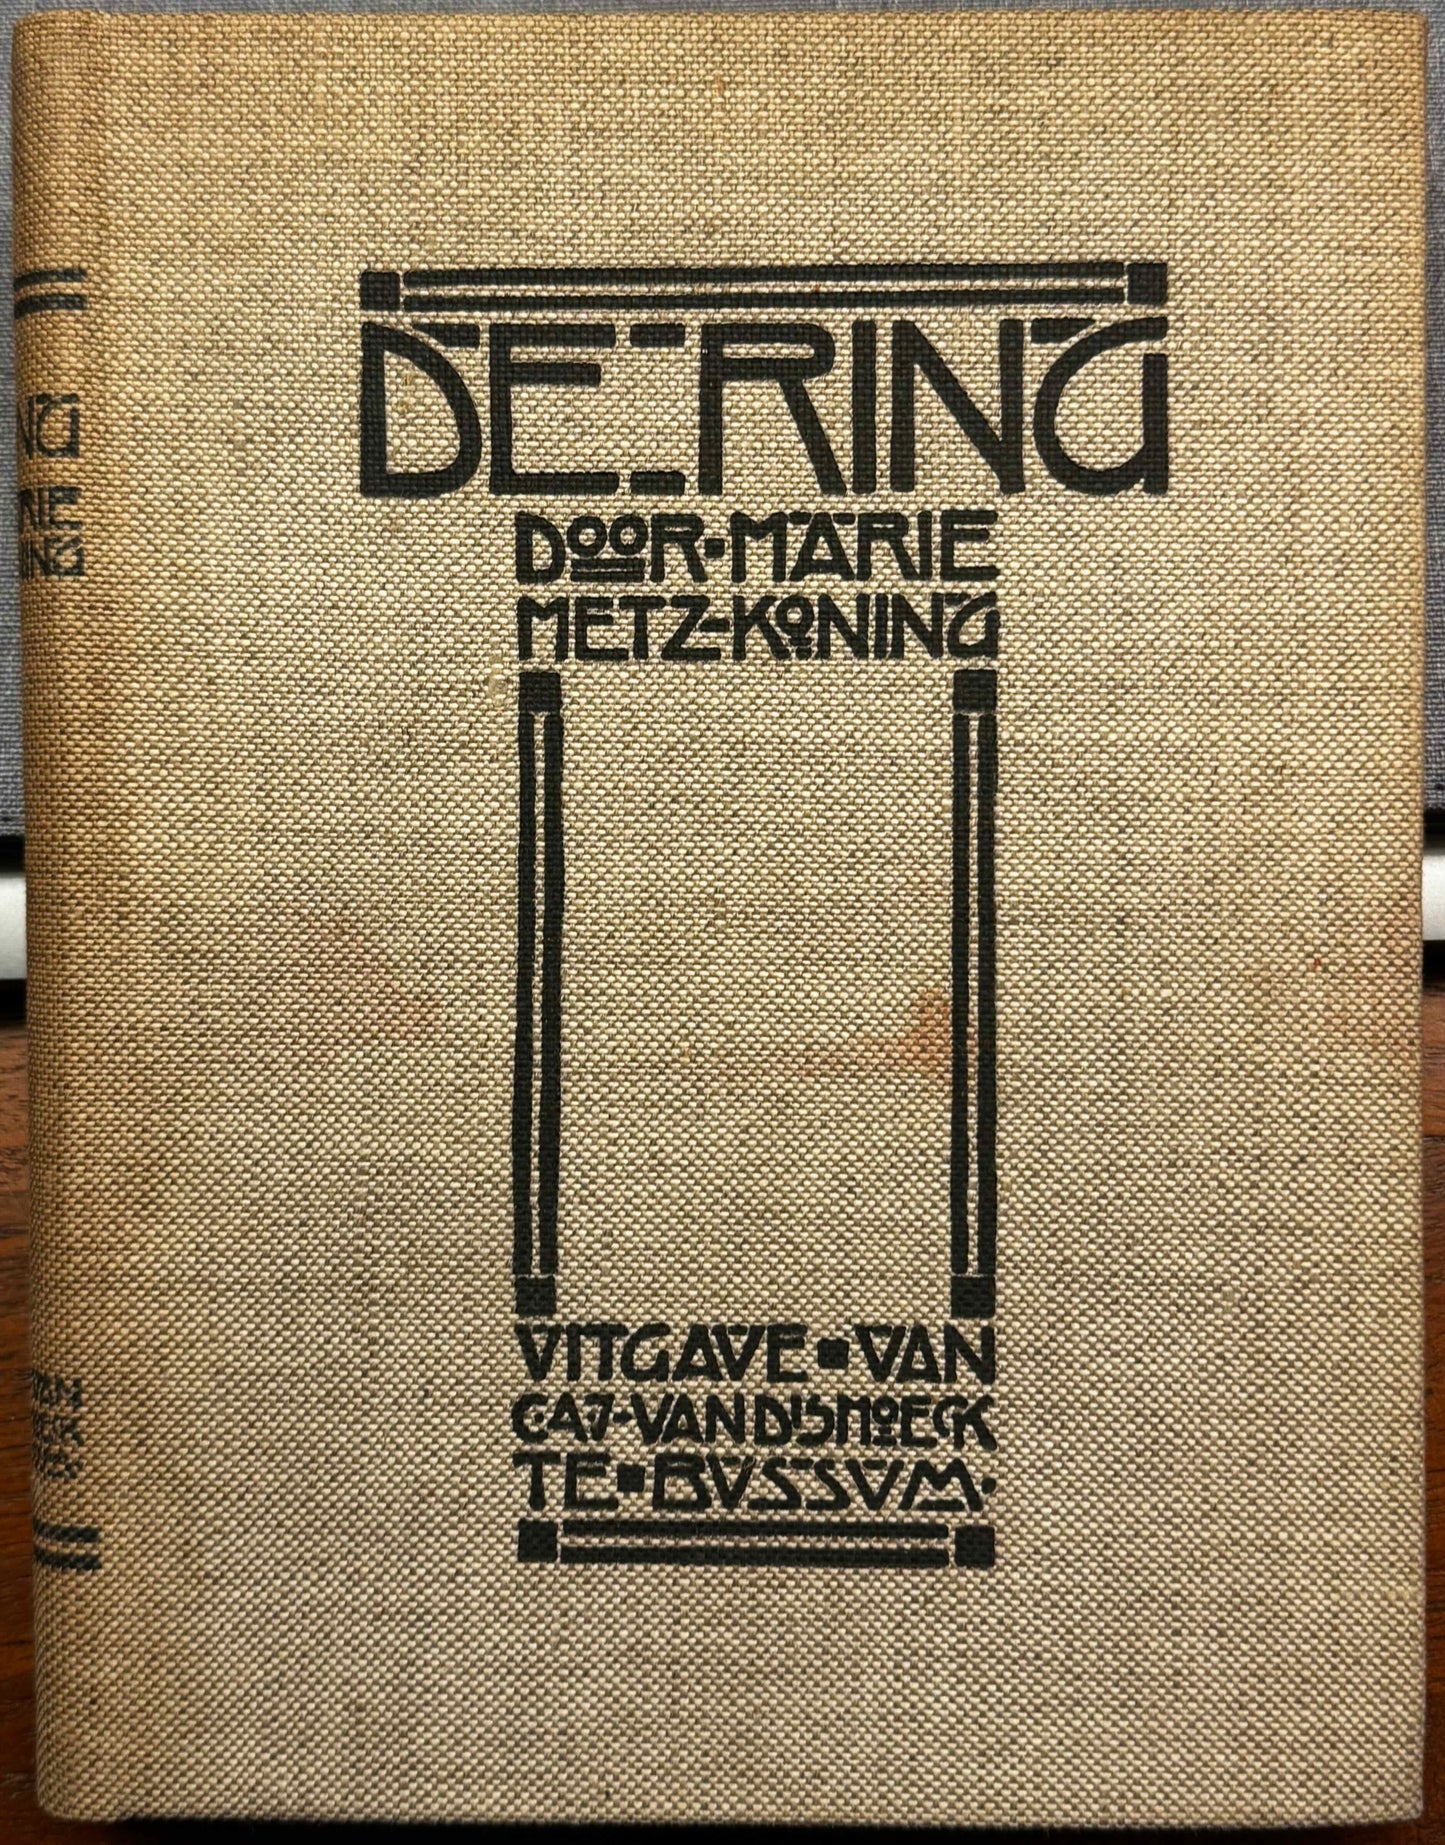 DE RING
DOOR·MARIE
METZ-KONING
VITGAVE·VAN
C·A·J·VAN DISHOECK
TE·BVSSVM·